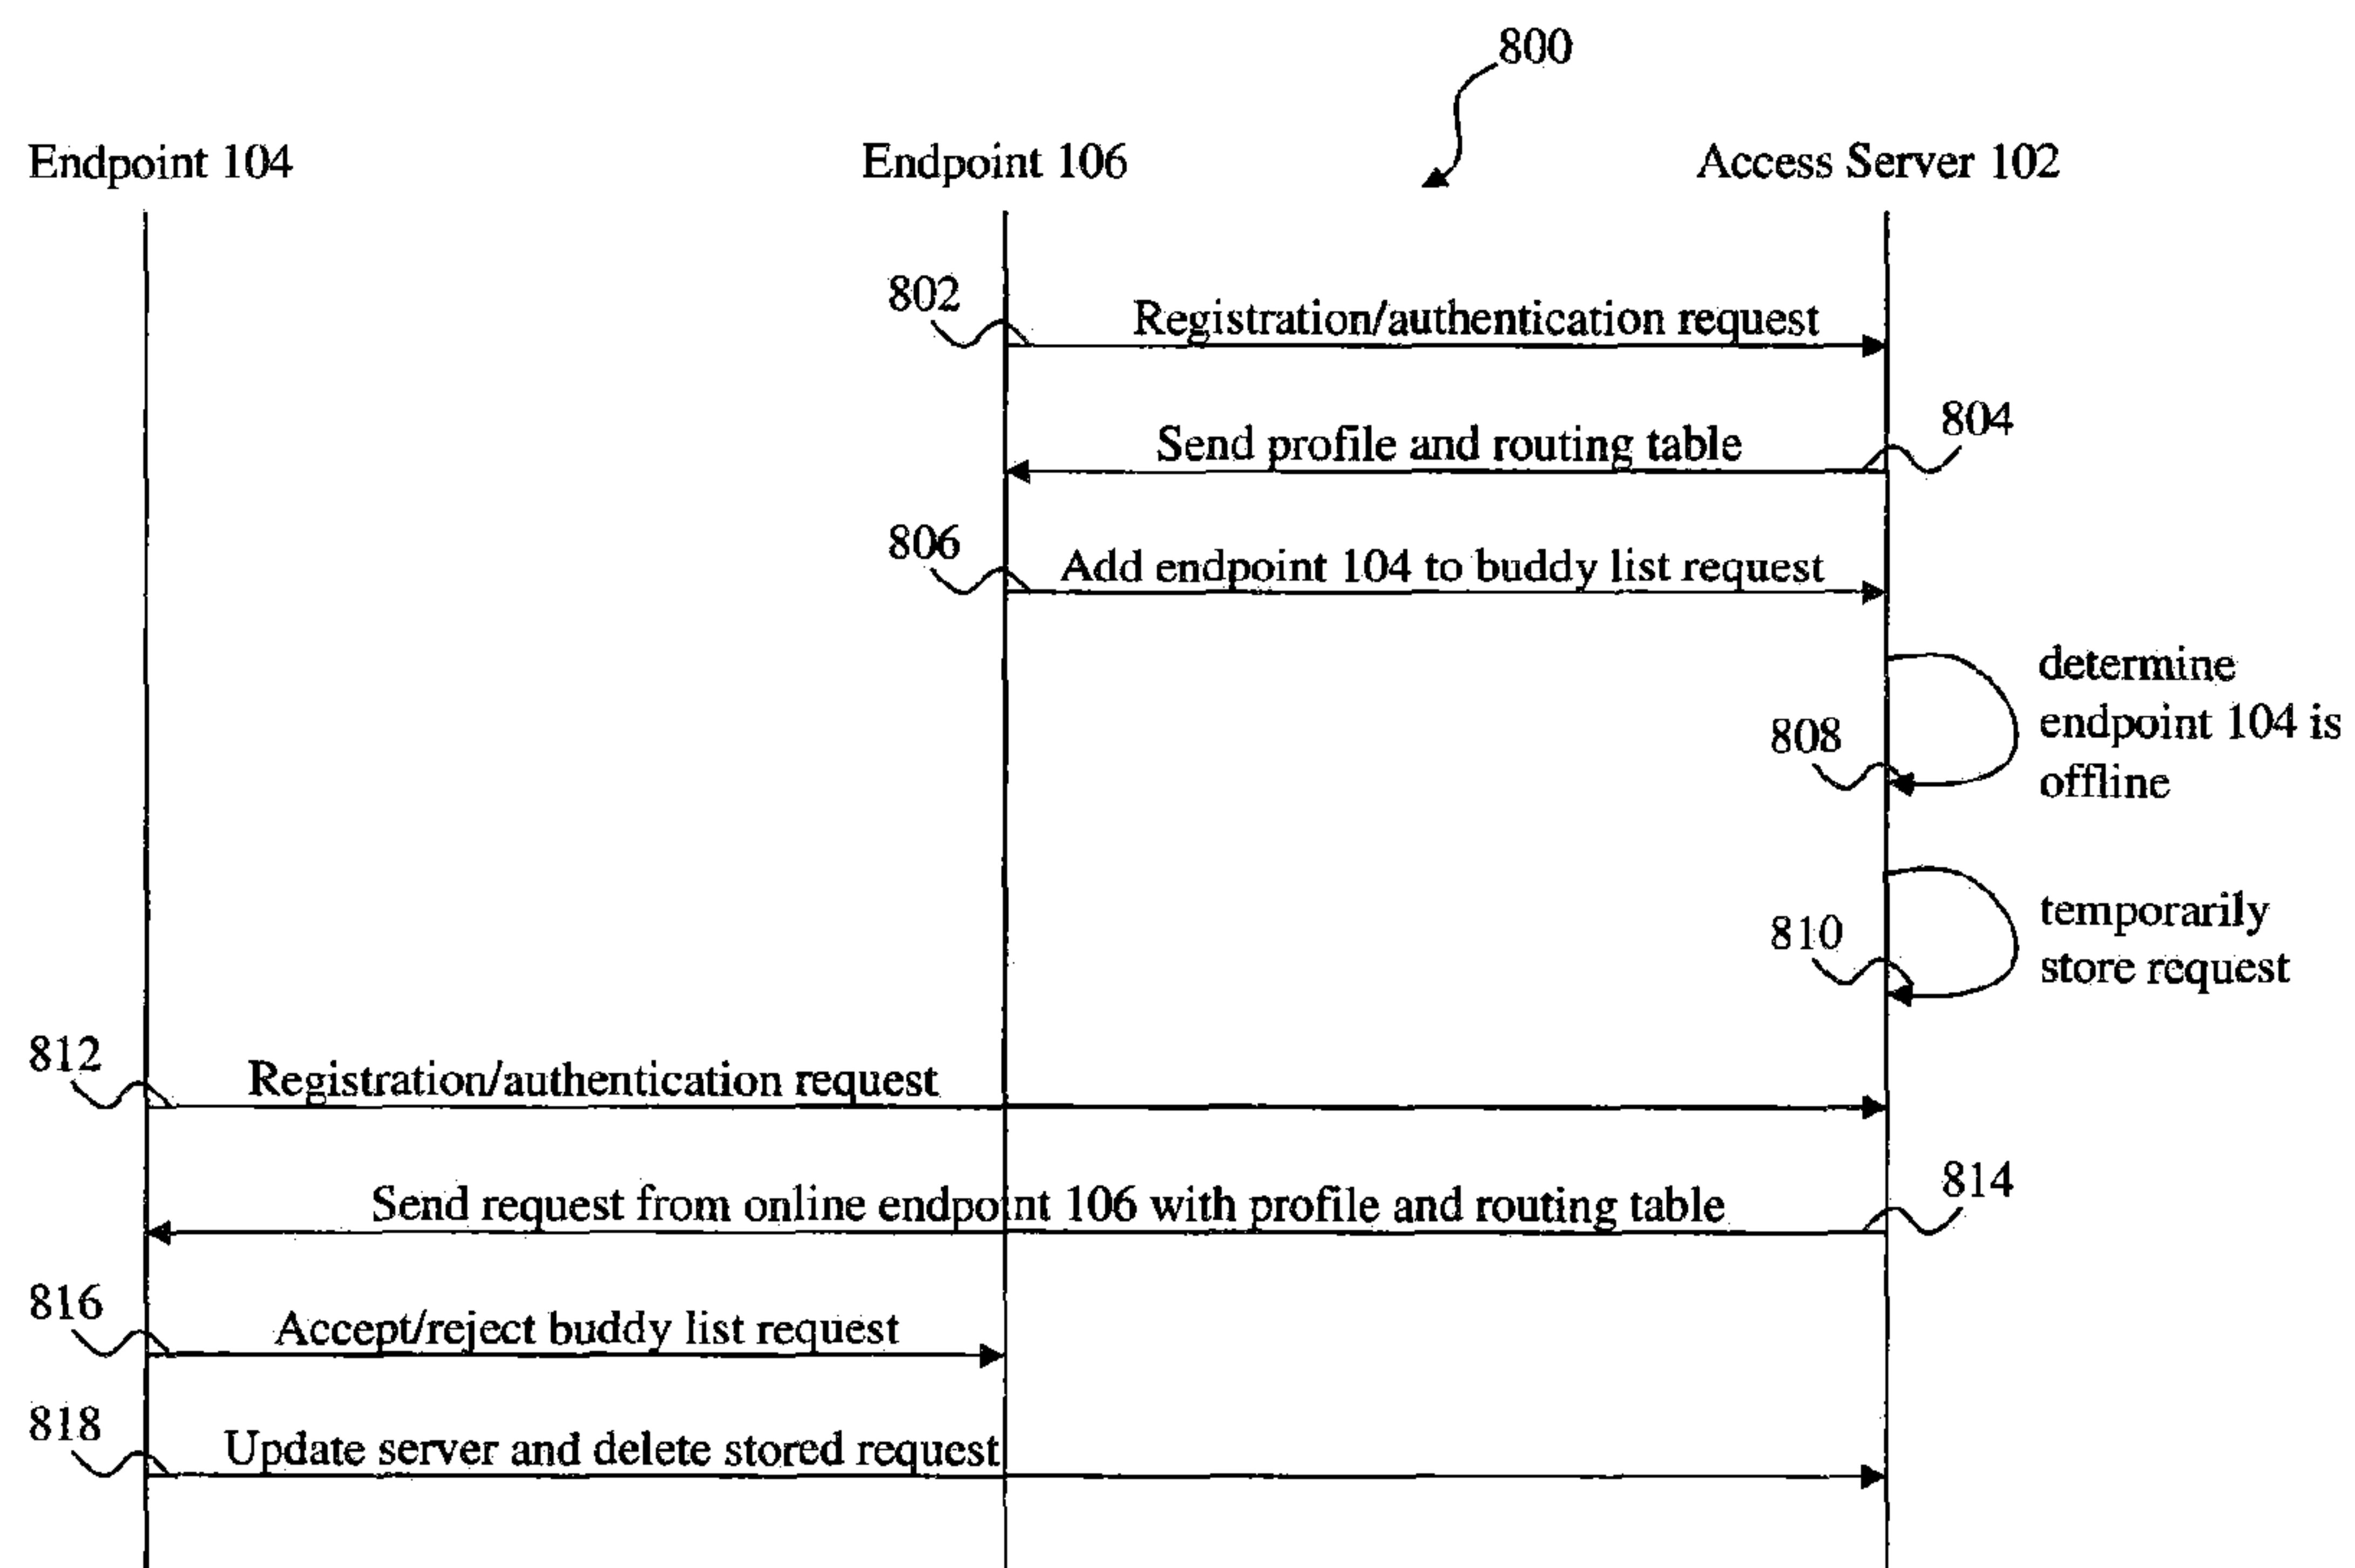 800
Endpoint 104
Endpoint 106
Access Server 102
802
Registration/authentication request
804
Send profile and routing table
806
Add endpoint 104 to buddy list request
determine
endpoint 104 is
offline
808
temporarily
store request
810
812
Registration/authentication request
814
Send request from online endpoint 106 with profile and routing table
816
Accept/reject buddy list request
818
Update server and delete stored request